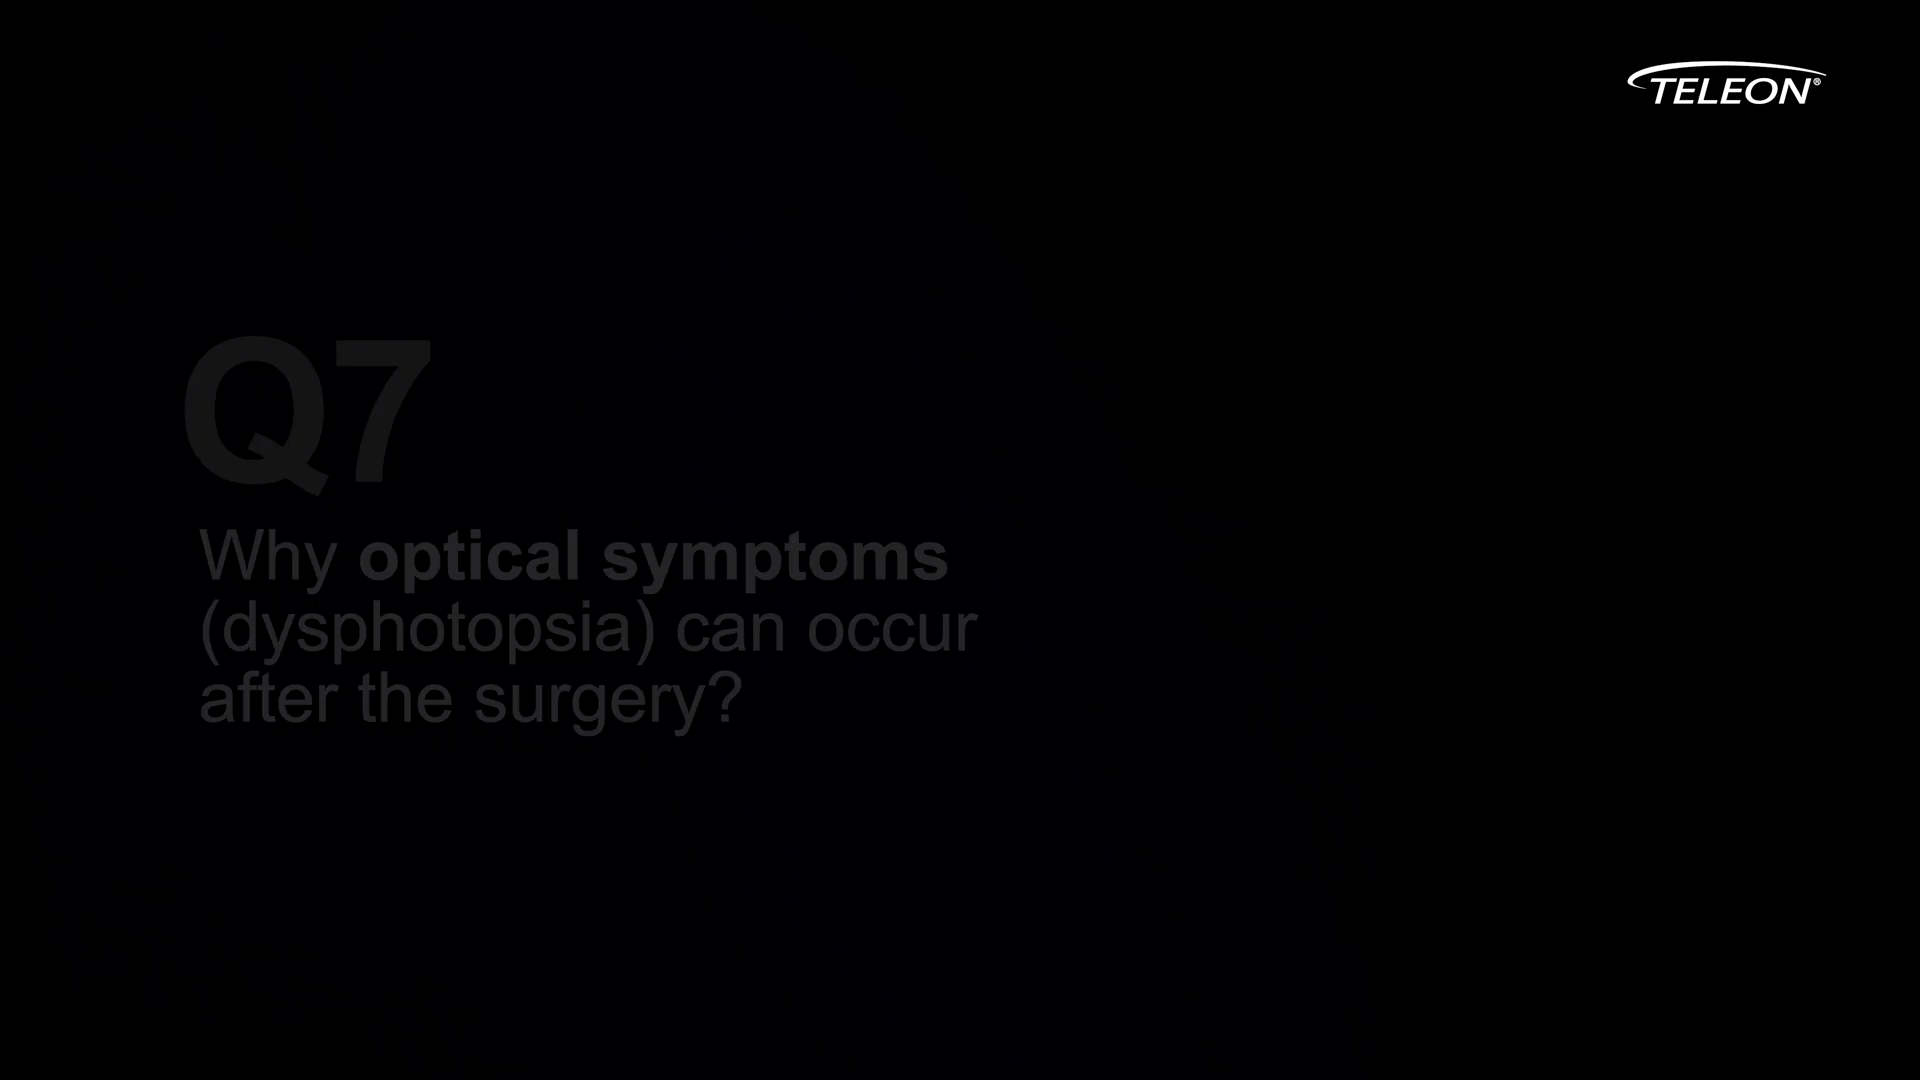 TELEON®
Q7
Why optical symptoms
(dysphotopsia) can occur
after the surgery?